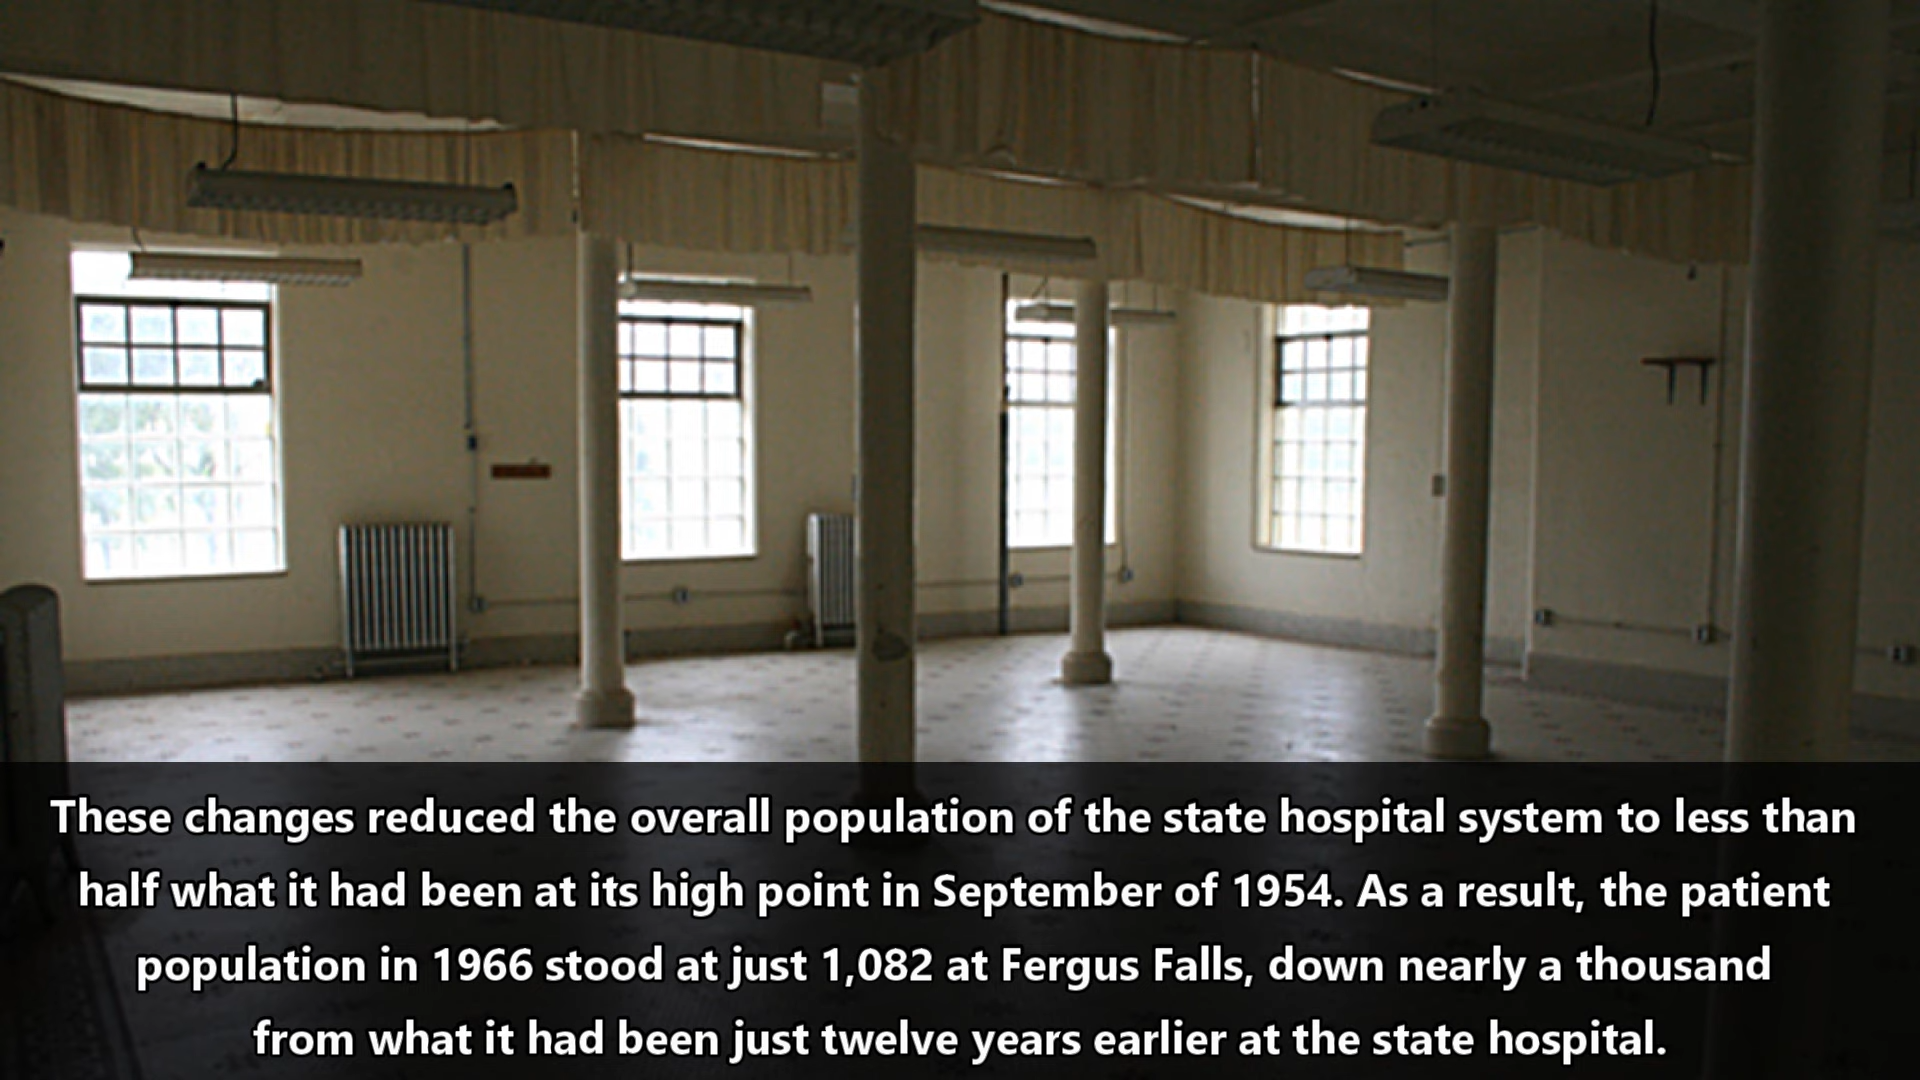 These changes reduced the overall population of the state hospital system to less than
half what it had been at its high point in September of 1954. As a result, the patient
population in 1966 stood at just 1,082 at Fergus Falls, down nearly a thousand
from what it had been just twelve years earlier at the state hospital.